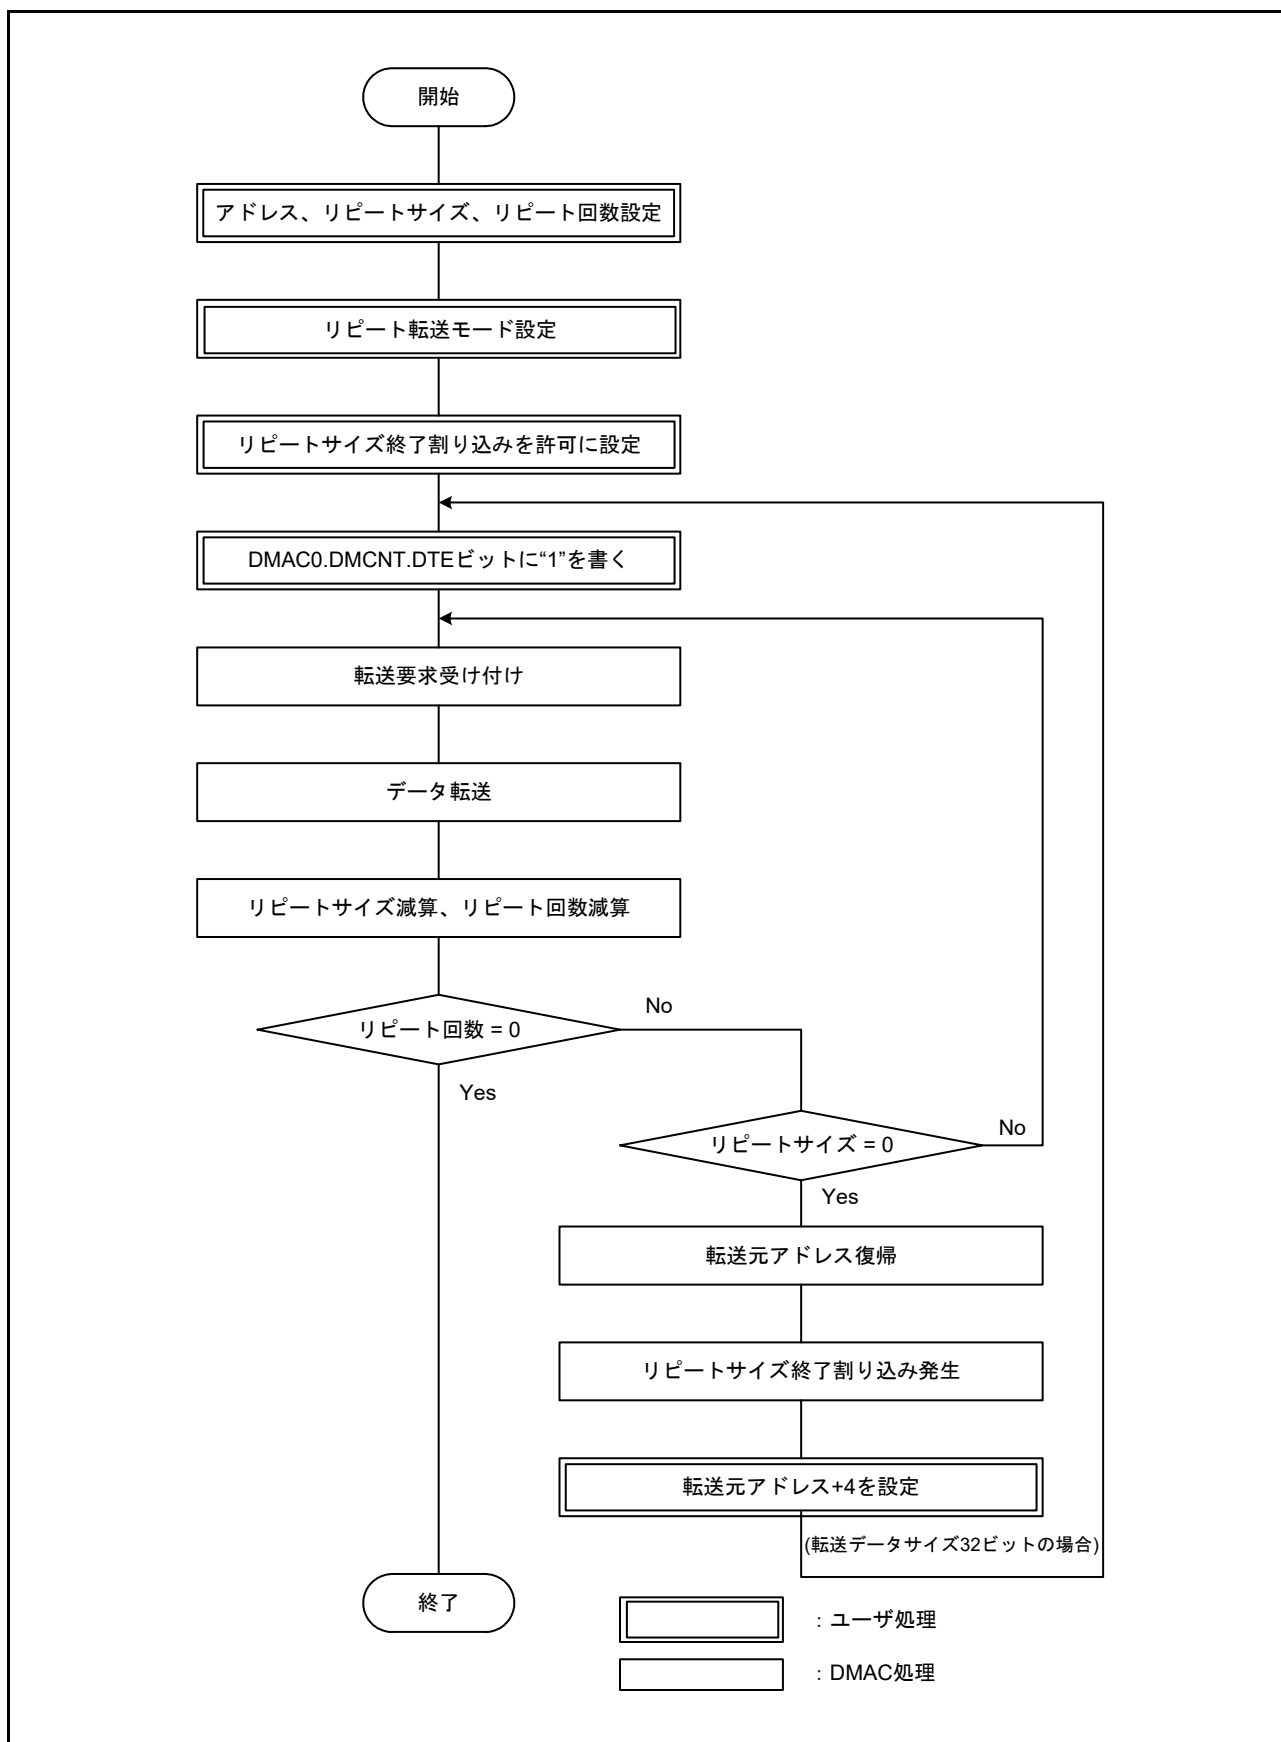 開始
アドレス、リピートサイズ、リピート回数設定
リピート転送モード設定
リピートサイズ終了割り込みを許可に設定
DMAC0.DMCNT.DTEビットに“1”を書く
転送要求受け付け
データ転送
リピートサイズ減算、リピート回数減算
リピート回数 = 0
No
Yes
リピートサイズ = 0
No
Yes
転送元アドレス復帰
リピートサイズ終了割り込み発生
転送元アドレス+4を設定
(転送データサイズ32ビットの場合)
終了
: ユーザ処理
: DMAC処理